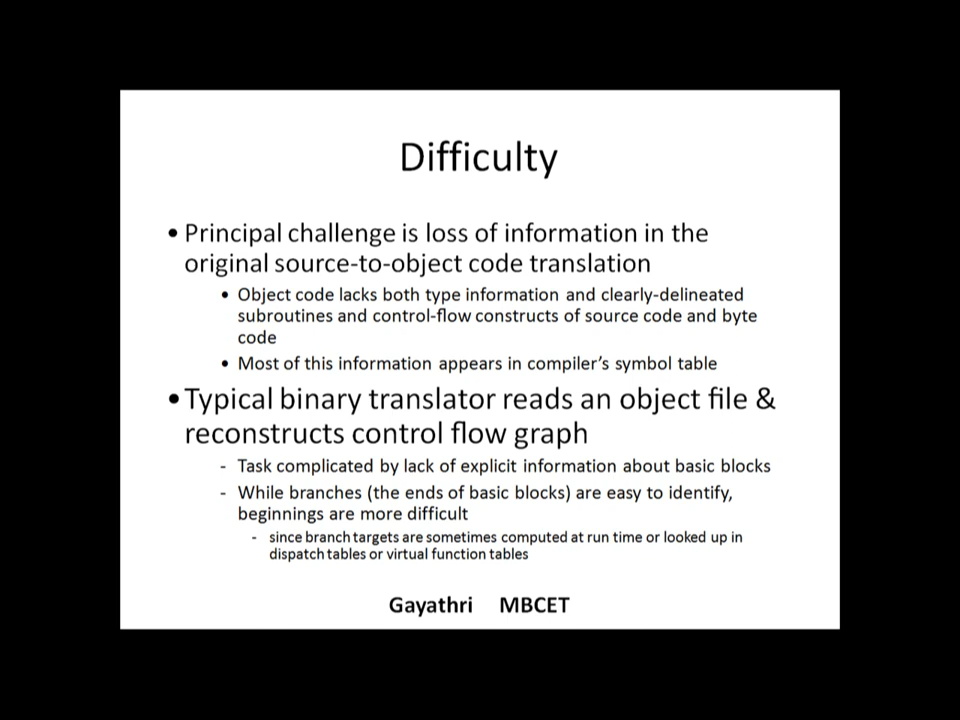 Difficulty
• Principal challenge is loss of information in the
original source-to-object code translation
• Object code lacks both type information and clearly-delineated
subroutines and control-flow constructs of source code and byte
code
• Most of this information appears in compiler's symbol table
• Typical binary translator reads an object file &
reconstructs control flow graph
- Task complicated by lack of explicit information about basic blocks
- While branches (the ends of basic blocks) are easy to identify,
beginnings are more difficult
- since branch targets are sometimes computed at run time or looked up in
dispatch tables or virtual function tables
Gayathri MBCET